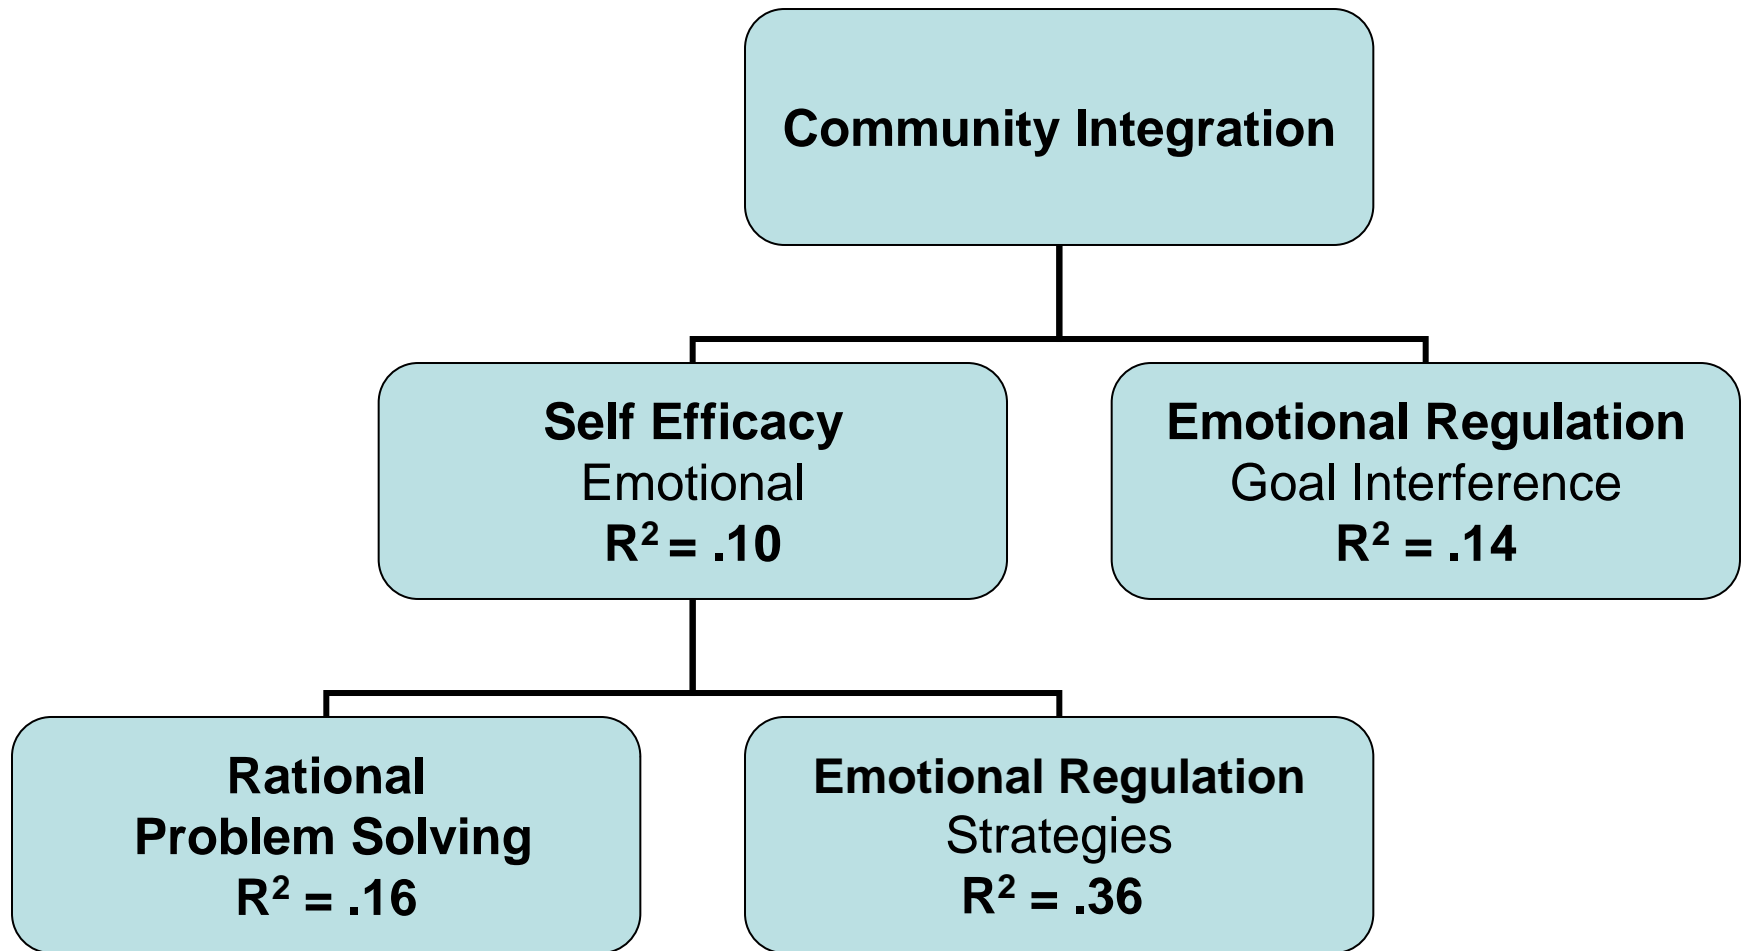 Community Integration
Self Efficacy
Emotional
R² = .10
Emotional Regulation
Goal Interference
R² = .14
Rational
Problem Solving
R² = .16
Emotional Regulation
Strategies
R² = .36